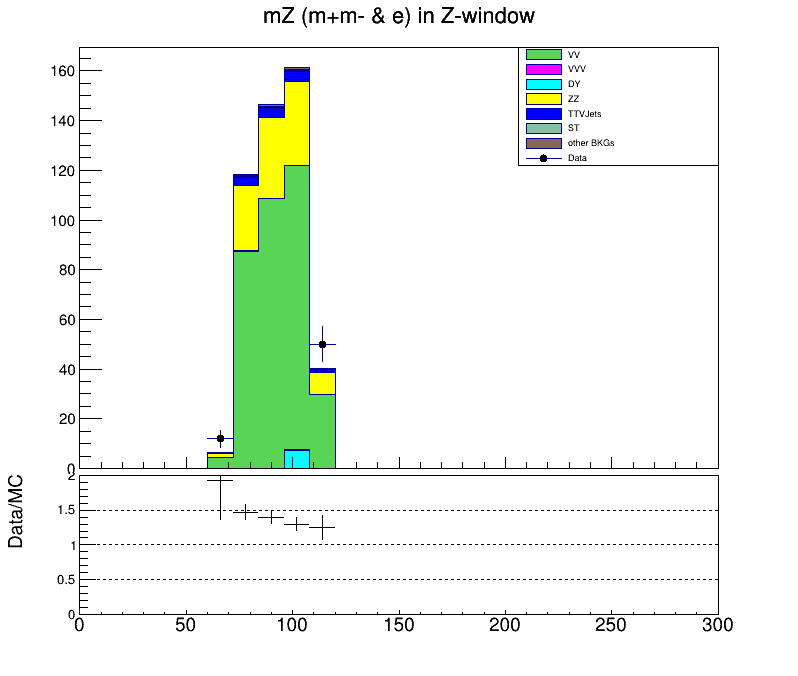 mZ (m+m- & e) in Z-window
160
140
120
100
80
60
40
20
0
VV
VVV
DY
ZZ
TTVJets
ST
other BKGs
Data
Data/MC
2
1.5
1
0.5
0
0 50 100 150 200 250 300